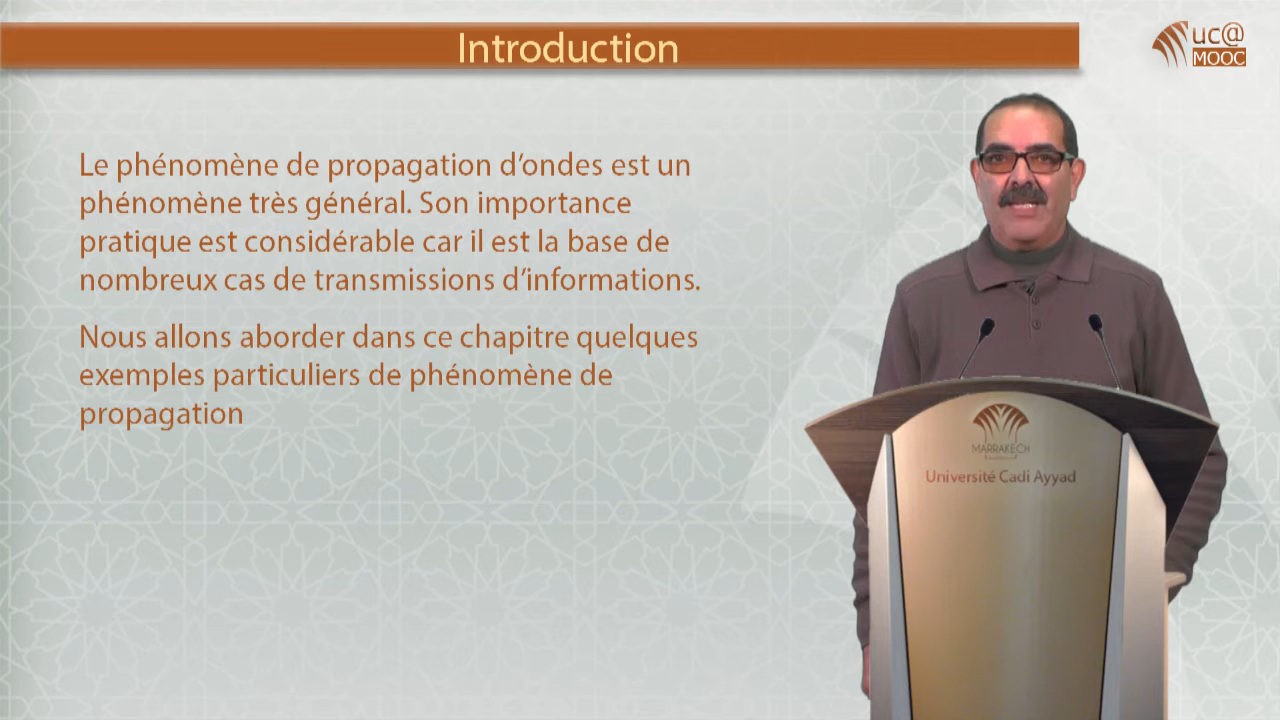 Introduction
uc@
MOOC
Le phénomène de propagation d’ondes est un
phénomène très général. Son importance
pratique est considérable car il est la base de
nombreux cas de transmissions d’informations.
Nous allons aborder dans ce chapitre quelques
exemples particuliers de phénomène de
propagation
MARRAKECH
Université Cadi Ayyad